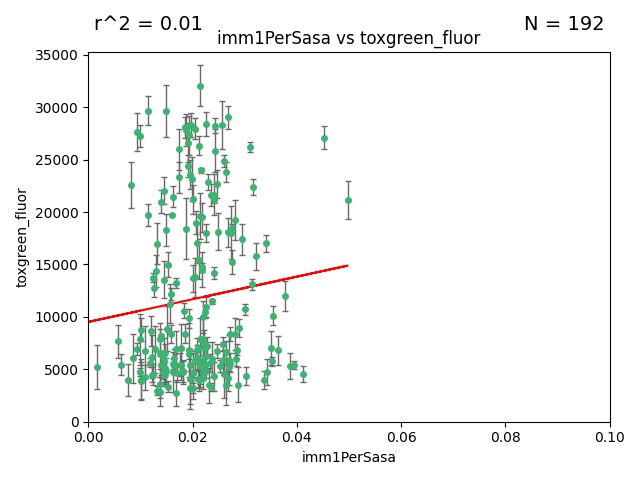 r^2 = 0.01
N = 192
imm1PerSasa vs toxgreen_fluor
35000
30000
25000
20000
15000
10000
5000
0
toxgreen_fluor
0.00 0.02 0.04 0.06 0.08 0.10
imm1PerSasa